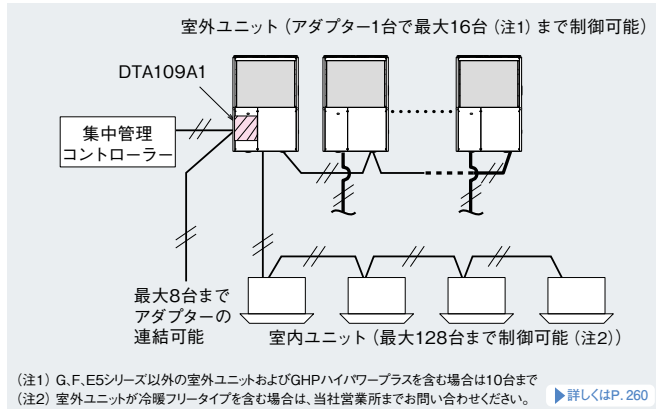 室外ユニット（アダプター1台で最大16台（注1）まで制御可能）
DTA109A1
集中管理
コントローラー
最大8台まで
アダプターの
連結可能
室内ユニット（最大128台まで制御可能（注2））
（注1）G、F、E5シリーズ以外の室外ユニットおよびGHPハイパワープラスを含む場合は10台まで
（注2）室外ユニットが冷暖フリータイプを含む場合は、当社営業所までお問い合わせください。
▶詳しくはP. 260